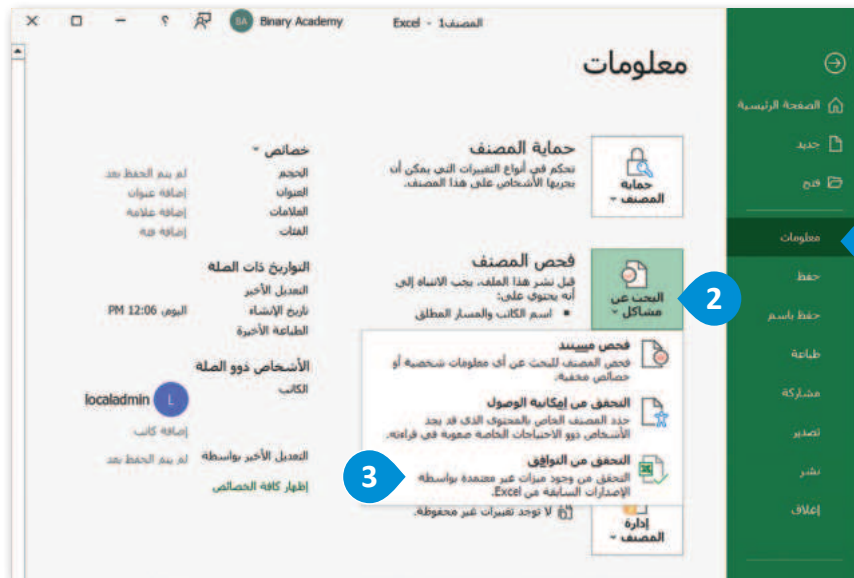 المصنف1 - Excel
Binary Academy
BA
؟
معلومات
الصفحة الرئيسية
جديد
فتح
معلومات
حفظ
حفظ باسم
طباعة
مشاركة
تصدير
نشر
إغلاق
حماية المصنف
حماية المصنف
تحكم في أنواع التغييرات التي يمكن أن
يجريها الأشخاص على هذا المصنف.
فحص المصنف
البحث عن
مشاكل
2
قبل نشر هذا الملف، يجب الانتباه إلى
أنه يحتوي على:
▪ اسم الكاتب والمسار المطلق
فحص مستند
فحص المصنف للبحث عن أي معلومات شخصية أو
خصائص مخفية.
التحقق من إمكانية الوصول
حدد المصنف الخاص بالمحتوى الذي قد يجد
الأشخاص ذوو الاحتياجات الخاصة صعوبة في قراءته.
التحقق من التوافق
التحقق من وجود ميزات غير معتمدة بواسطة
الإصدارات السابقة من Excel.
3
إدارة
المصنف
لا توجد تغييرات غير محفوظة.
خصائص
الحجم لم يتم الحفظ بعد
العنوان إضافة عنوان
العلامات إضافة علامة
الفئات إضافة فئة
التواريخ ذات الصلة
التعديل الأخير
تاريخ الإنشاء اليوم، 12:06 PM
الطباعة الأخيرة
الأشخاص ذوو الصلة
الكاتب
L localadmin
إضافة كاتب
التعديل الأخير بواسطة لم يتم الحفظ بعد
إظهار كافة الخصائص